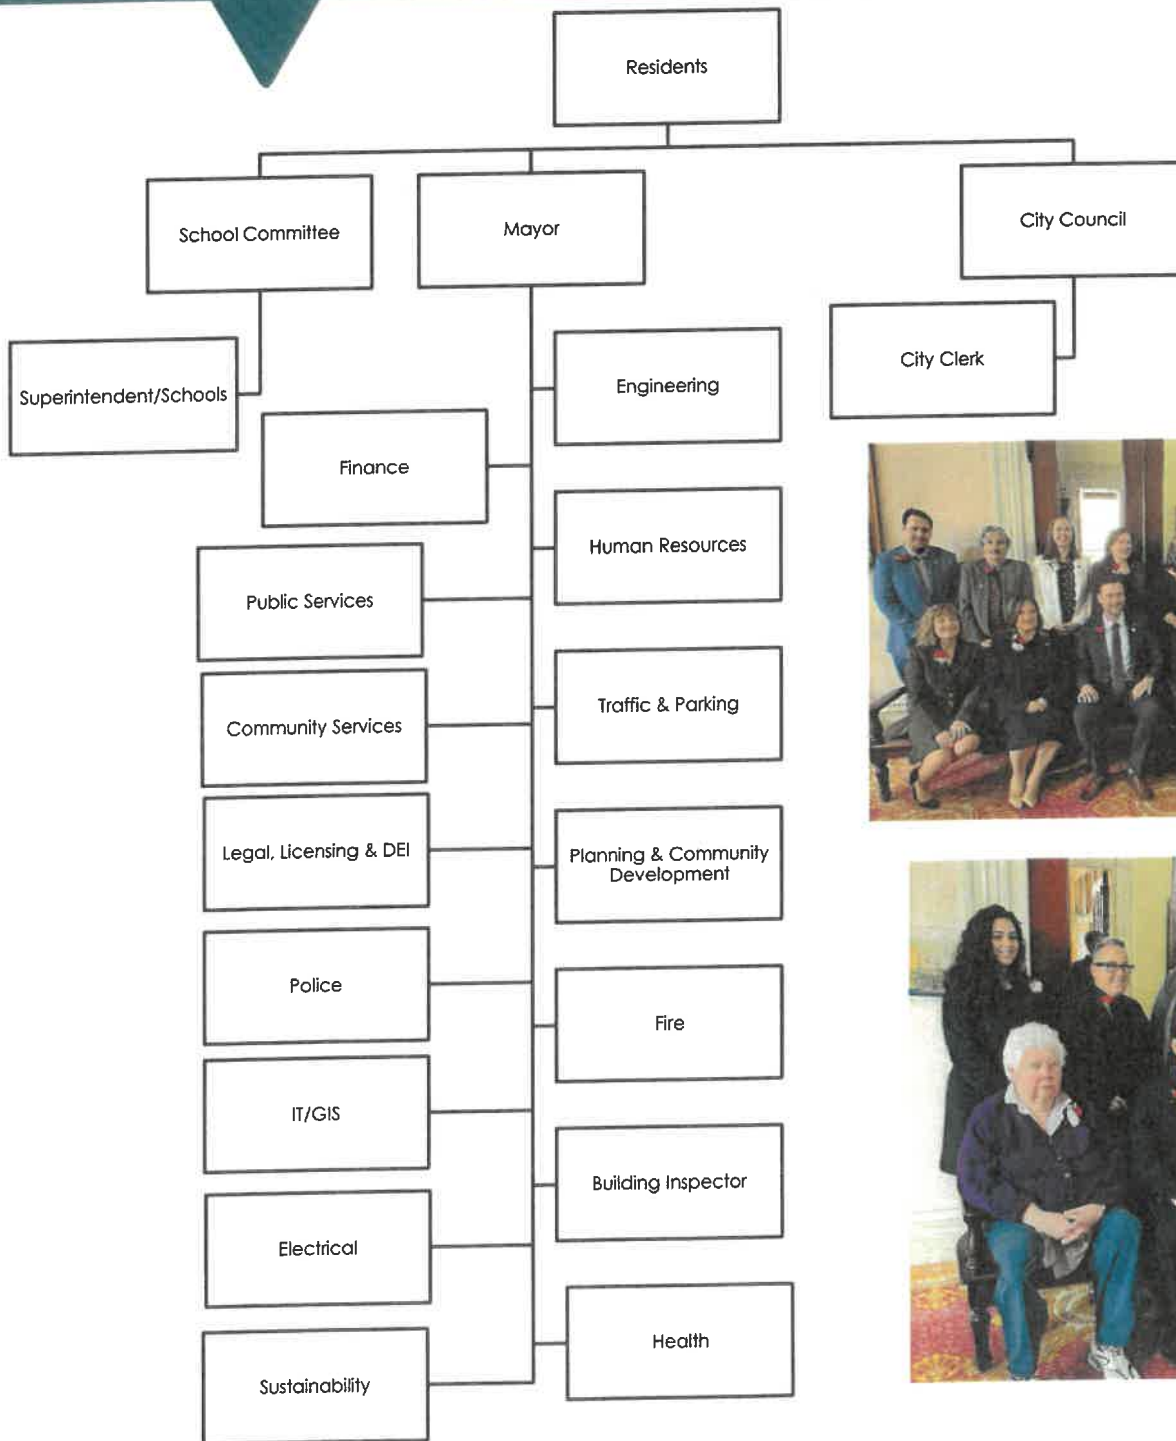 Residents
School Committee
Mayor
City Council
Superintendent/Schools
City Clerk
Engineering
Finance
Human Resources
Public Services
Traffic & Parking
Community Services
Legal, Licensing & DEI
Planning & Community
Development
Police
Fire
IT/GIS
Building Inspector
Electrical
Health
Sustainability